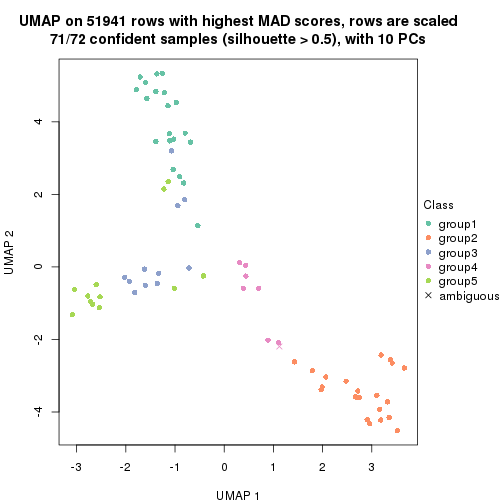 UMAP on 51941 rows with highest MAD scores, rows are scaled
71/72 confident samples (silhouette > 0.5), with 10 PCs
4
2
0
-2
-4
UMAP 2
-3
-2
-1
0
1
2
3
UMAP 1
Class
group1
group2
group3
group4
group5
ambiguous